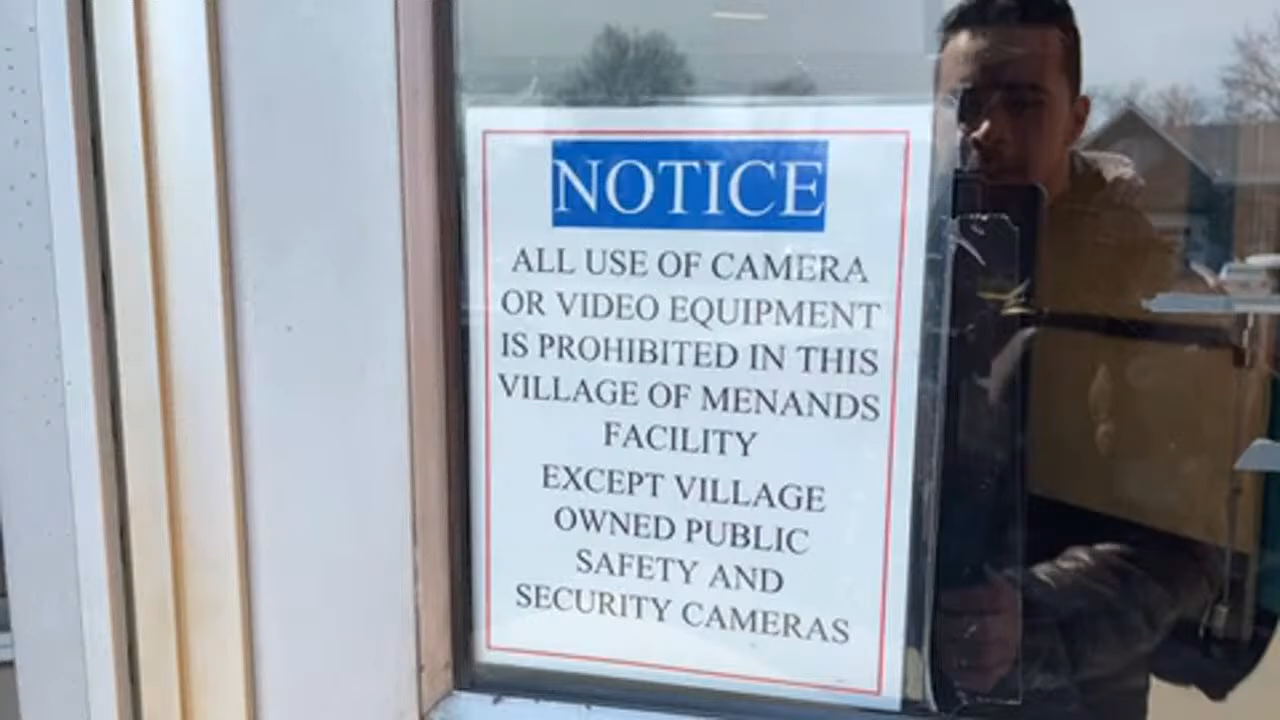 NOTICE
ALL USE OF CAMERA
OR VIDEO EQUIPMENT
IS PROHIBITED IN THIS
VILLAGE OF MENANDS
FACILITY
EXCEPT VILLAGE
OWNED PUBLIC
SAFETY AND
SECURITY CAMERAS